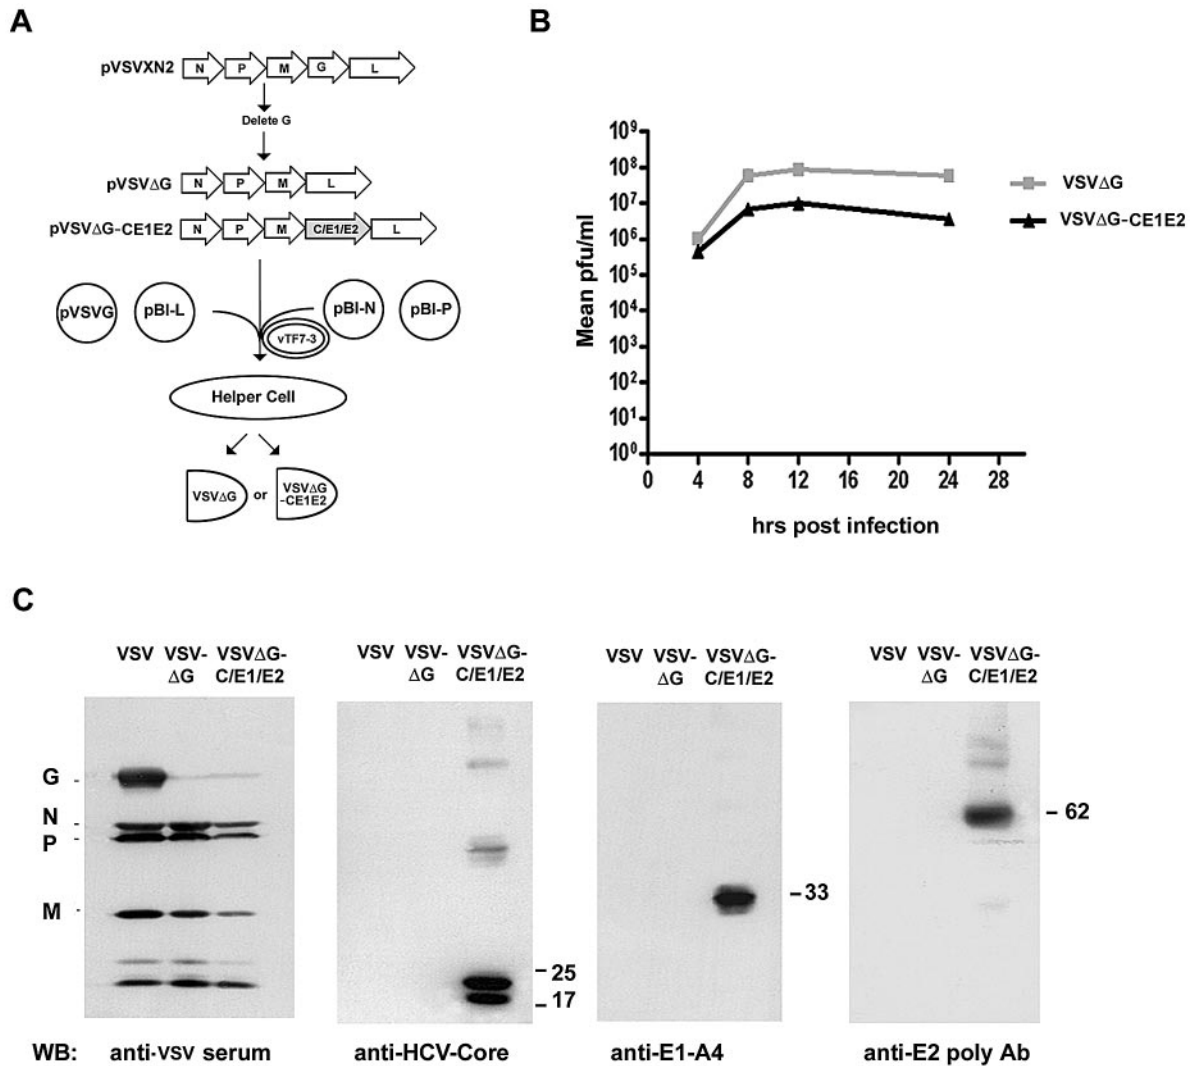 A
pVSVXN2 N P M G L
Delete G
pVSVΔG N P M L
pVSVΔG-CE1E2 N P M C/E1/E2 L
pVSVG pBI-L pBI-N pBI-P
vTF7-3
Helper Cell
VSVΔG or VSVΔG
-CE1E2
B
Mean pfu/ml
10⁹
10⁸
10⁷
10⁶
10⁵
10⁴
10³
10²
10¹
10⁰
0 4 8 12 16 20 24 28
hrs post infection
VSVΔG
VSVΔG-CE1E2
C
VSV VSV- VSVΔG-
ΔG C/E1/E2
G -
N -
P -
M -
VSV VSV- VSVΔG-
ΔG C/E1/E2
- 25
- 17
VSV VSV- VSVΔG-
ΔG C/E1/E2
- 33
VSV VSV- VSVΔG-
ΔG C/E1/E2
- 62
WB: anti-VSV serum anti-HCV-Core anti-E1-A4 anti-E2 poly Ab